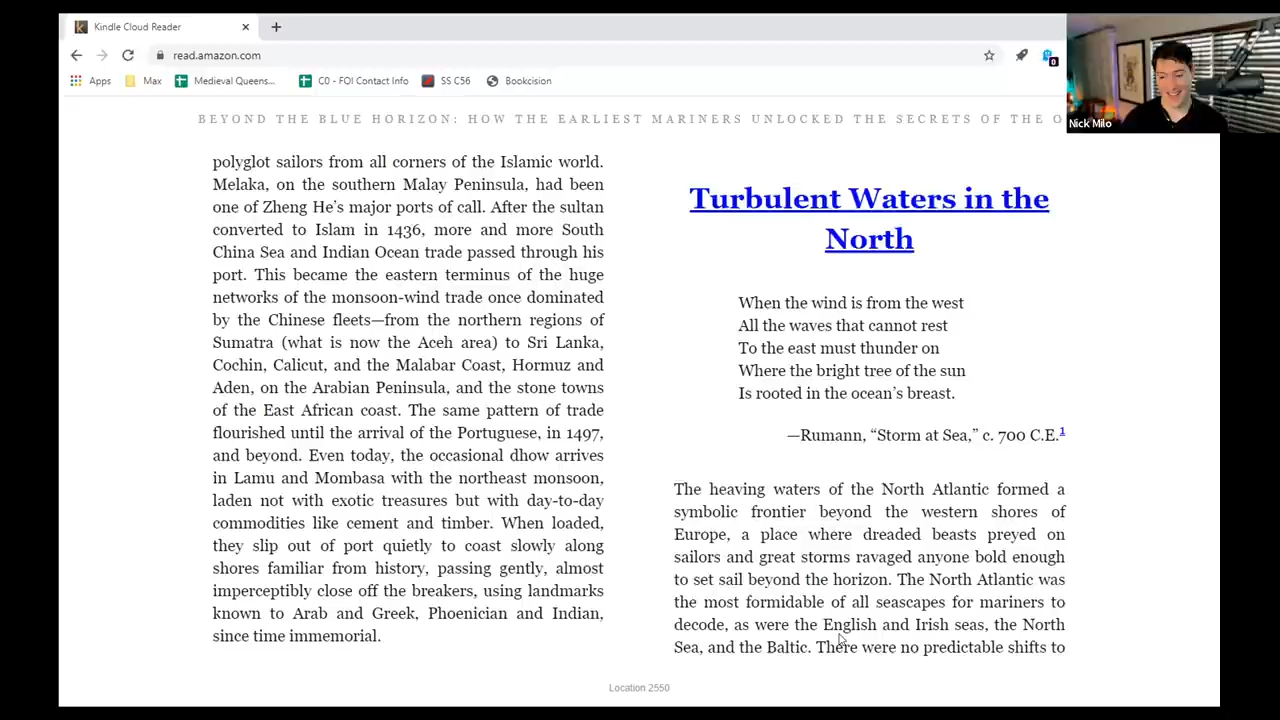 Kindle Cloud Reader
read.amazon.com
0
Apps
Max
Medieval Queens...
C0 - FOI Contact Info
SS C56
Bookcision
Nick Milo
BEYOND THE BLUE HORIZON: HOW THE EARLIEST MARINERS UNLOCKED THE SECRETS OF THE O
polyglot sailors from all corners of the Islamic world.
Melaka, on the southern Malay Peninsula, had been
one of Zheng He’s major ports of call. After the sultan
converted to Islam in 1436, more and more South
China Sea and Indian Ocean trade passed through his
port. This became the eastern terminus of the huge
networks of the monsoon-wind trade once dominated
by the Chinese fleets—from the northern regions of
Sumatra (what is now the Aceh area) to Sri Lanka,
Cochin, Calicut, and the Malabar Coast, Hormuz and
Aden, on the Arabian Peninsula, and the stone towns
of the East African coast. The same pattern of trade
flourished until the arrival of the Portuguese, in 1497,
and beyond. Even today, the occasional dhow arrives
in Lamu and Mombasa with the northeast monsoon,
laden not with exotic treasures but with day-to-day
commodities like cement and timber. When loaded,
they slip out of port quietly to coast slowly along
shores familiar from history, passing gently, almost
imperceptibly close off the breakers, using landmarks
known to Arab and Greek, Phoenician and Indian,
since time immemorial.
Turbulent Waters in the
North
When the wind is from the west
All the waves that cannot rest
To the east must thunder on
Where the bright tree of the sun
Is rooted in the ocean’s breast.
—Rumann, “Storm at Sea,” c. 700 C.E.1
The heaving waters of the North Atlantic formed a
symbolic frontier beyond the western shores of
Europe, a place where dreaded beasts preyed on
sailors and great storms ravaged anyone bold enough
to set sail beyond the horizon. The North Atlantic was
the most formidable of all seascapes for mariners to
decode, as were the English and Irish seas, the North
Sea, and the Baltic. There were no predictable shifts to
Location 2550